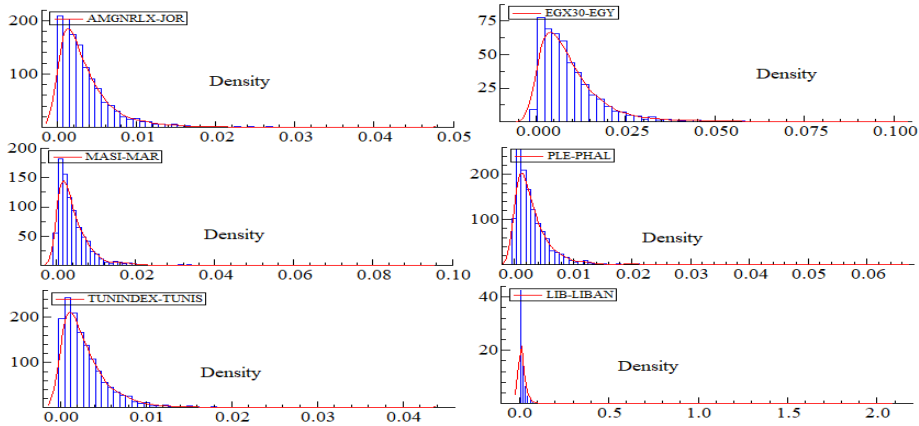 AMGNRLX-JOR
200
100
Density
0.00 0.01 0.02 0.03 0.04 0.05
EGX30-EGY
75
50
25
Density
0.000 0.025 0.050 0.075 0.100
MASI-MAR
200
150
100
50
Density
0.00 0.02 0.04 0.06 0.08 0.10
PLE-PHAL
200
100
Density
0.00 0.01 0.02 0.03 0.04 0.05 0.06
TUNINDEX-TUNIS
200
100
Density
0.00 0.01 0.02 0.03 0.04
LIB-LIBAN
40
20
Density
0.0 0.5 1.0 1.5 2.0